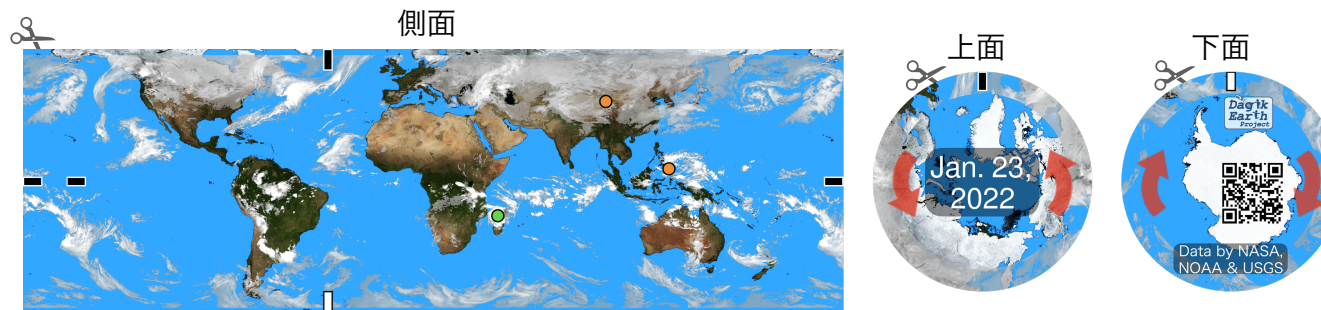 側面
上面
下面
Jan. 23,
2022
Dagik
Earth
Project
Data by NASA,
NOAA & USGS